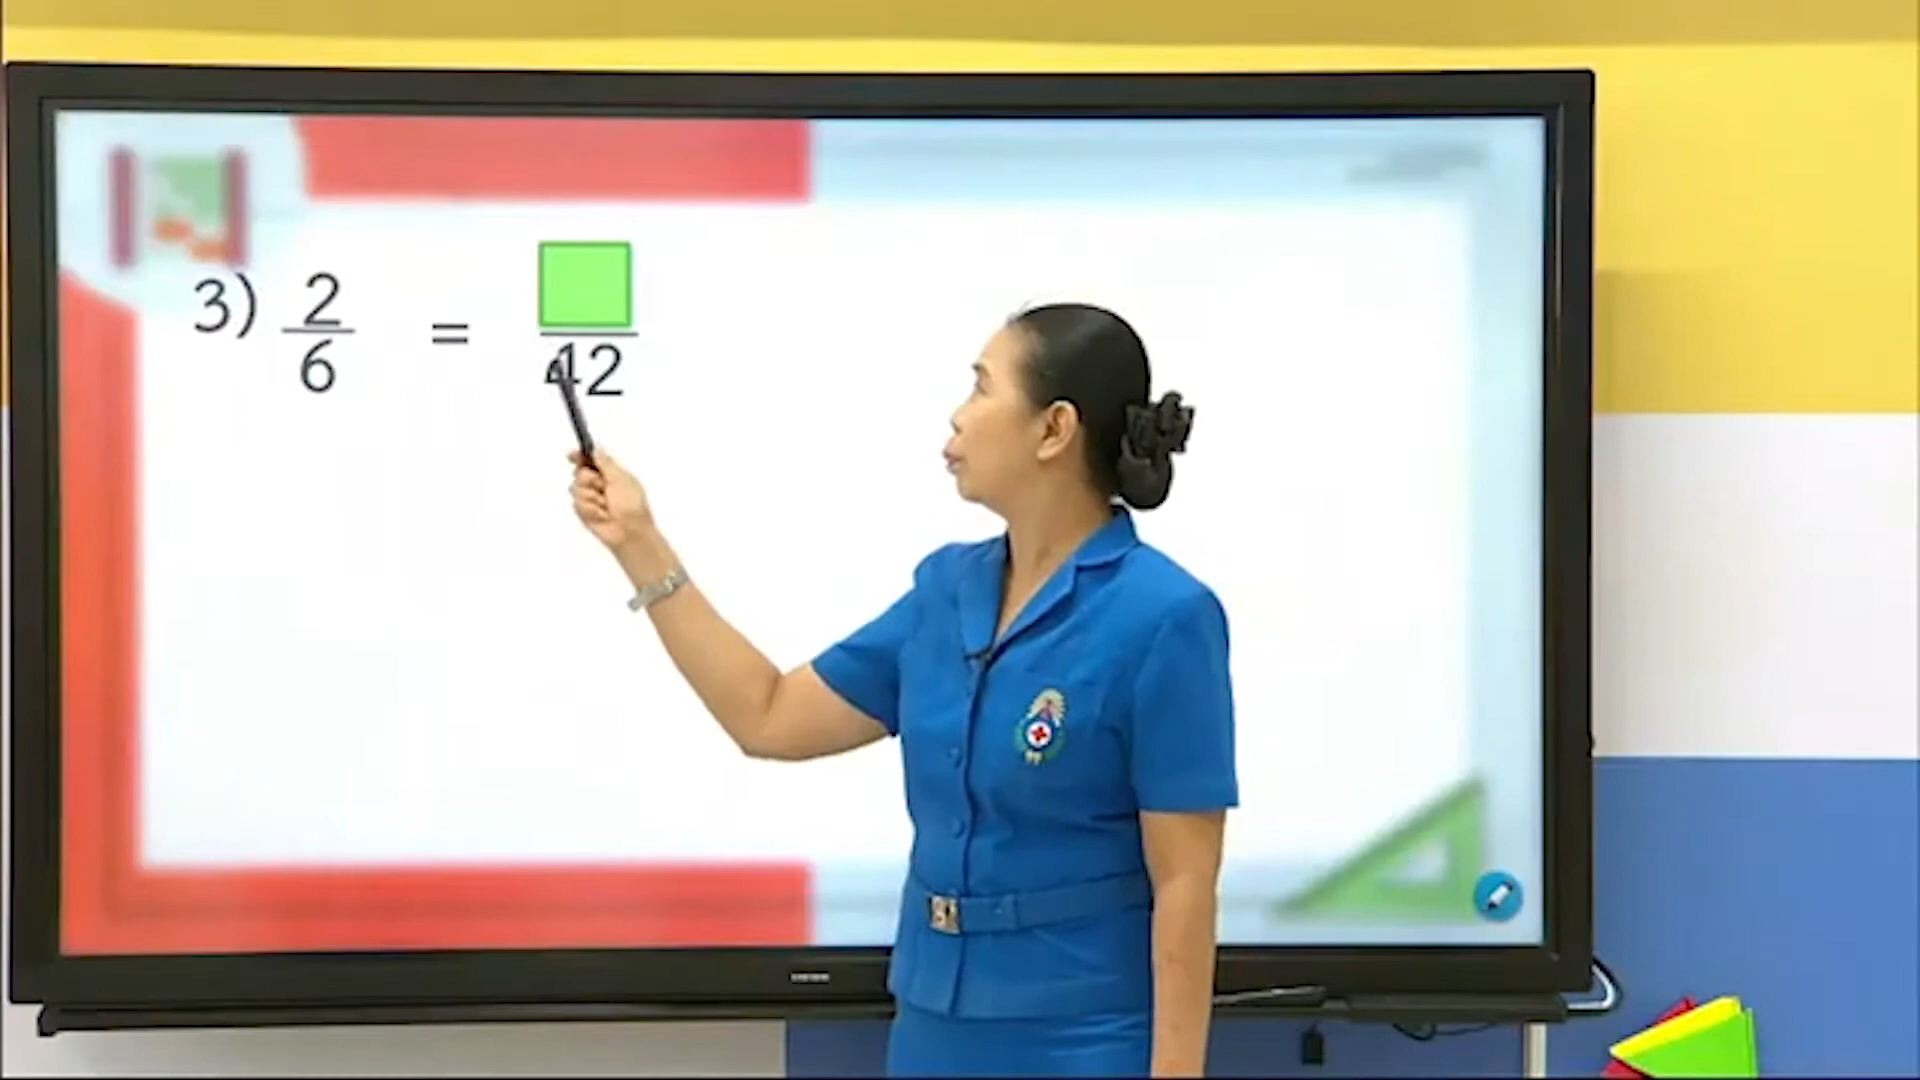 3) 2/6 = /42